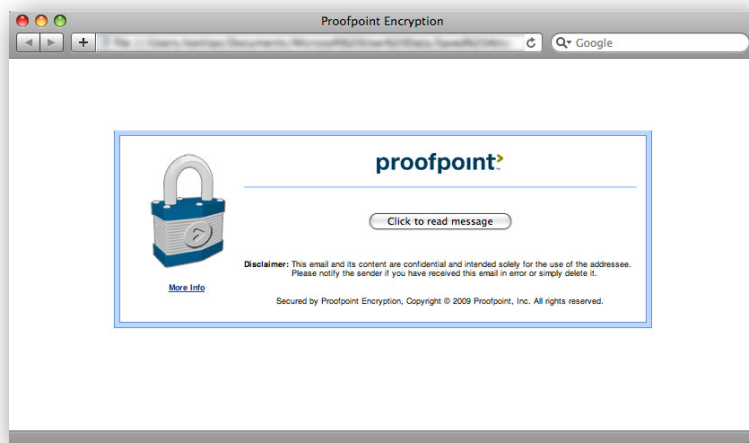 Proofpoint Encryption
Google
proofpoint
Click to read message
Disclaimer: This email and its content are confidential and intended solely for the use of the addressee.
Please notify the sender if you have received this email in error or simply delete it.
More Info
Secured by Proofpoint Encryption, Copyright © 2009 Proofpoint, Inc. All rights reserved.